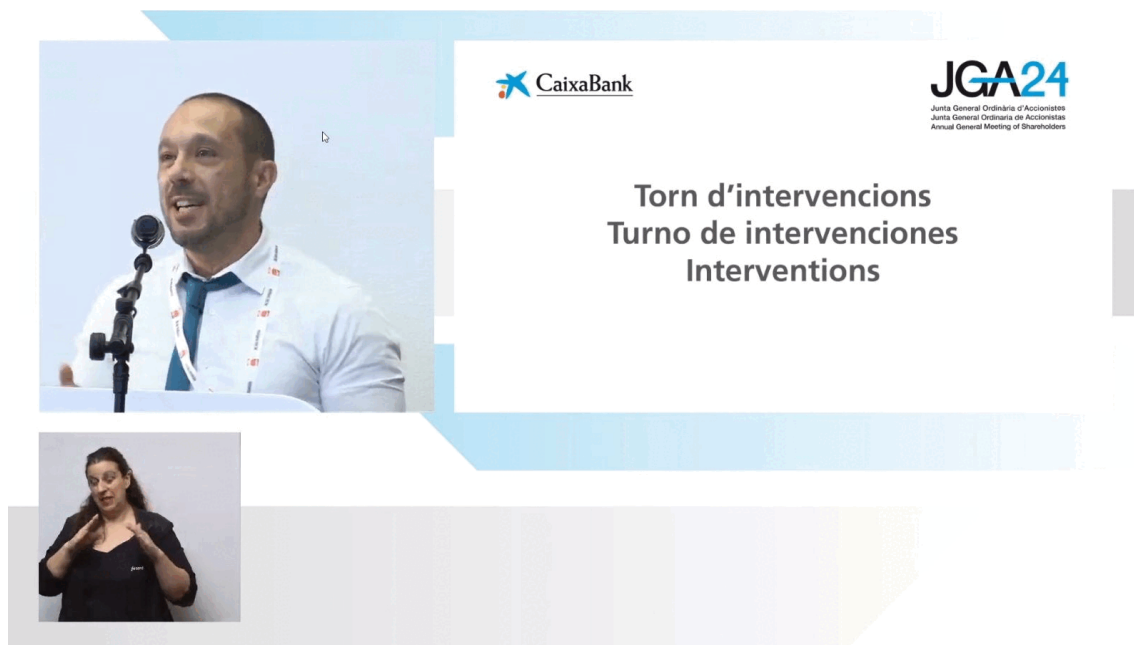 CaixaBank
JGA24
Junta General Ordinària d'Accionistes
Junta General Ordinaria de Accionistas
Annual General Meeting of Shareholders
Torn d'intervencions
Turno de intervenciones
Interventions